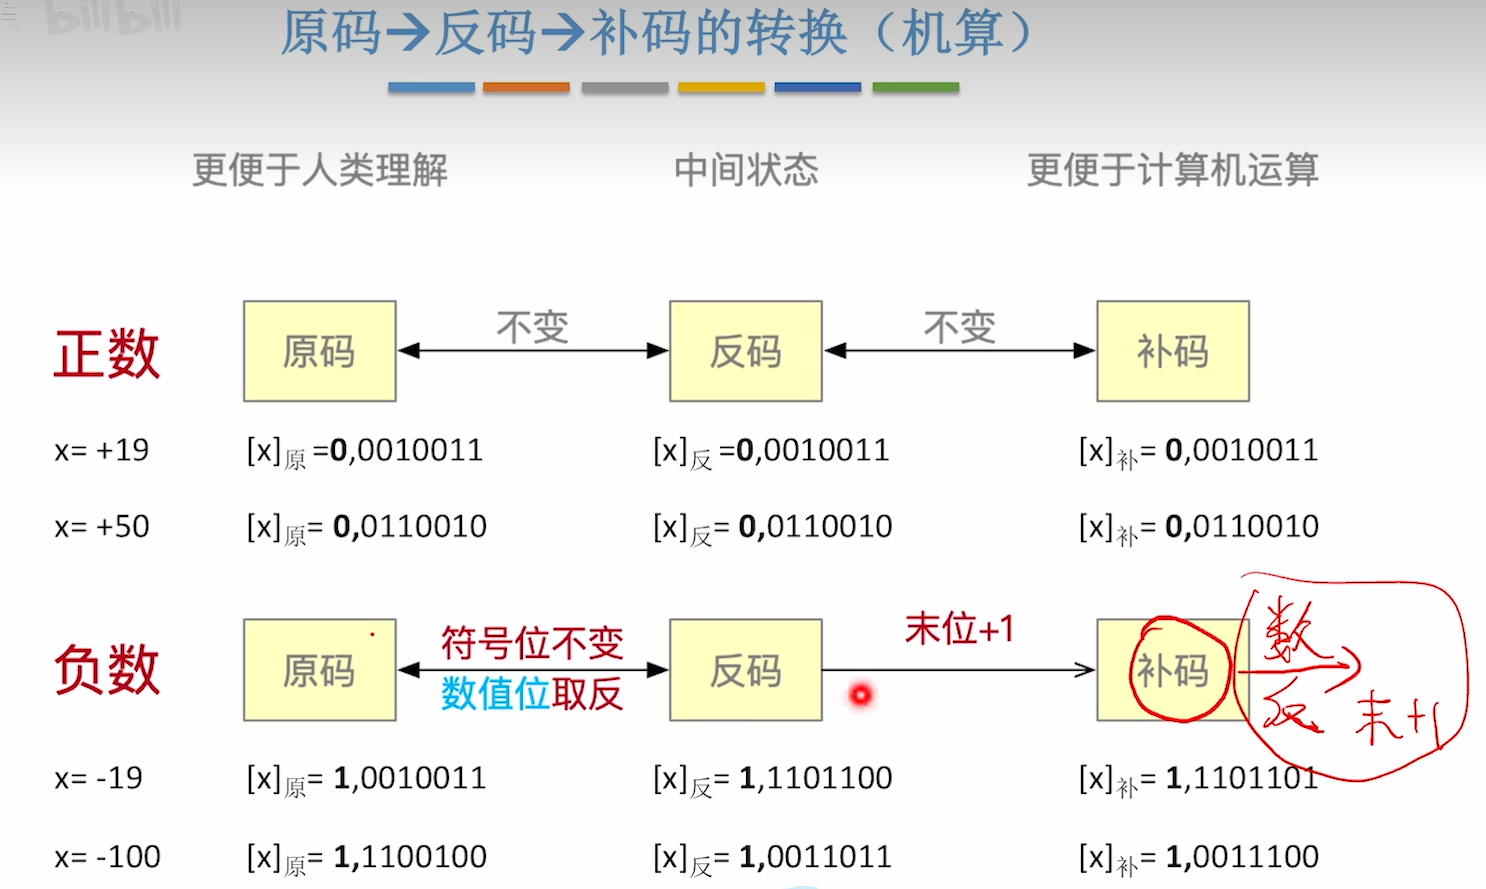 bilibili
原码→反码→补码的转换（机算）
更便于人类理解 中间状态 更便于计算机运算
正数 原码 不变 反码 不变 补码
x= +19 [x]原 =0,0010011 [x]反 =0,0010011 [x]补= 0,0010011
x= +50 [x]原= 0,0110010 [x]反= 0,0110010 [x]补= 0,0110010
负数 原码 符号位不变 反码 末位+1 补码 数
数值位取反 反 末+1
x= -19 [x]原= 1,0010011 [x]反= 1,1101100 [x]补= 1,1101101
x= -100 [x]原= 1,1100100 [x]反= 1,0011011 [x]补= 1,0011100